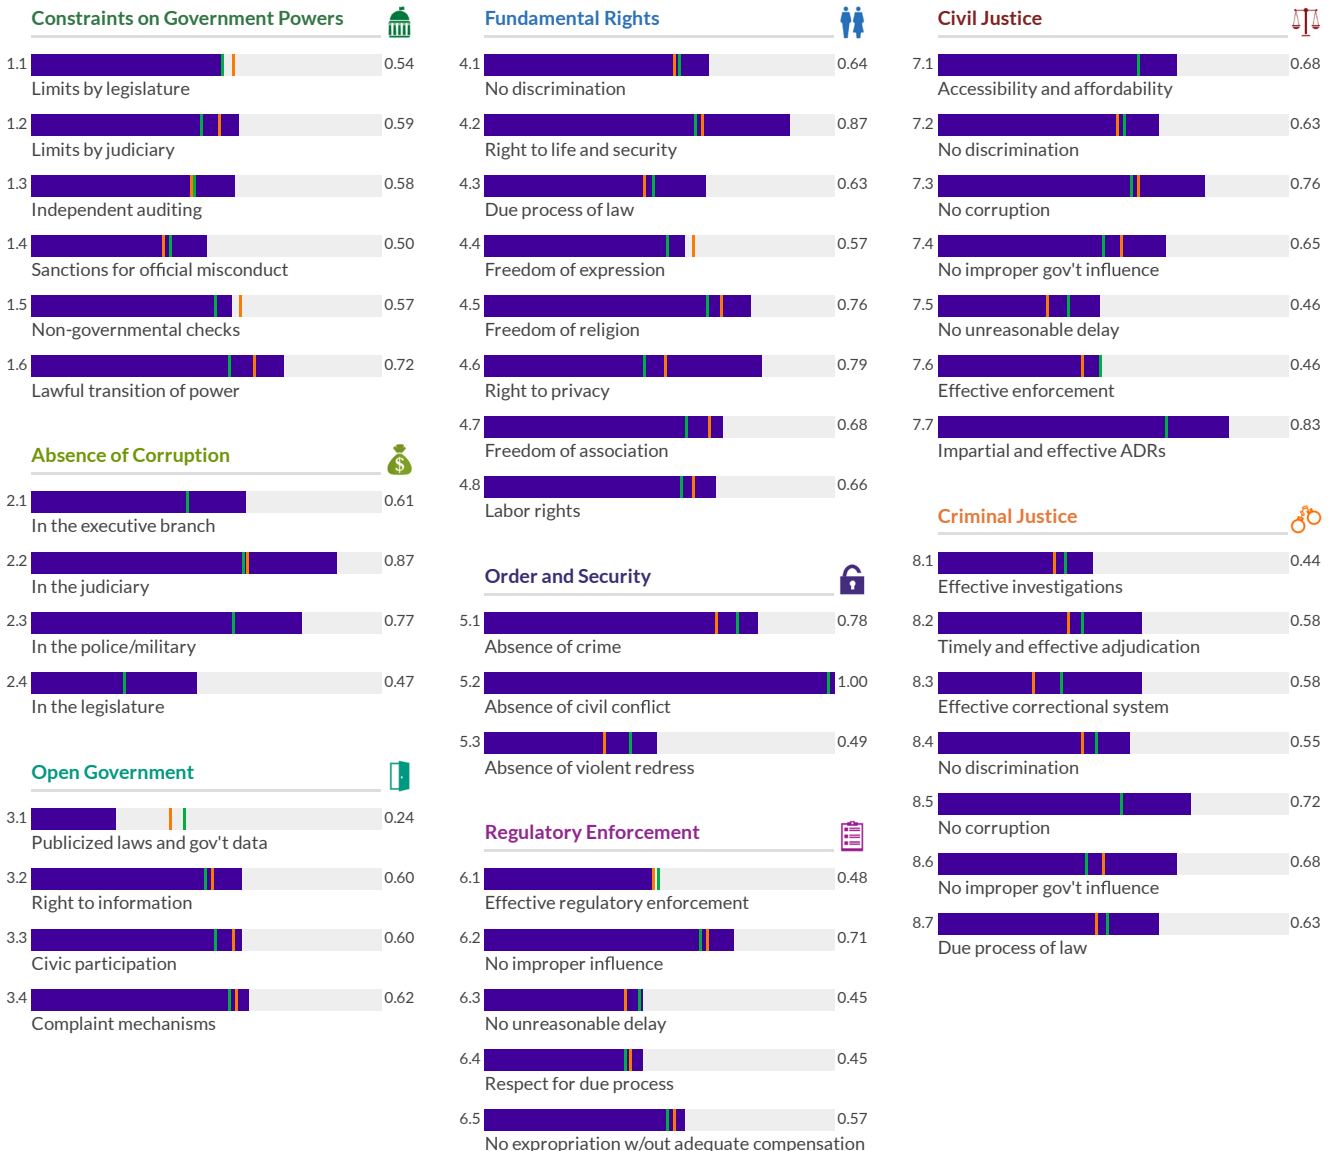 Constraints on Government Powers
1.1 0.54
Limits by legislature
1.2 0.59
Limits by judiciary
1.3 0.58
Independent auditing
1.4 0.50
Sanctions for official misconduct
1.5 0.57
Non-governmental checks
1.6 0.72
Lawful transition of power
Absence of Corruption
2.1 0.61
In the executive branch
2.2 0.87
In the judiciary
2.3 0.77
In the police/military
2.4 0.47
In the legislature
Open Government
3.1 0.24
Publicized laws and gov't data
3.2 0.60
Right to information
3.3 0.60
Civic participation
3.4 0.62
Complaint mechanisms
Fundamental Rights
4.1 0.64
No discrimination
4.2 0.87
Right to life and security
4.3 0.63
Due process of law
4.4 0.57
Freedom of expression
4.5 0.76
Freedom of religion
4.6 0.79
Right to privacy
4.7 0.68
Freedom of association
4.8 0.66
Labor rights
Order and Security
5.1 0.78
Absence of crime
5.2 1.00
Absence of civil conflict
5.3 0.49
Absence of violent redress
Regulatory Enforcement
6.1 0.48
Effective regulatory enforcement
6.2 0.71
No improper influence
6.3 0.45
No unreasonable delay
6.4 0.45
Respect for due process
6.5 0.57
No expropriation w/out adequate compensation
Civil Justice
7.1 0.68
Accessibility and affordability
7.2 0.63
No discrimination
7.3 0.76
No corruption
7.4 0.65
No improper gov't influence
7.5 0.46
No unreasonable delay
7.6 0.46
Effective enforcement
7.7 0.83
Impartial and effective ADRs
Criminal Justice
8.1 0.44
Effective investigations
8.2 0.58
Timely and effective adjudication
8.3 0.58
Effective correctional system
8.4 0.55
No discrimination
8.5 0.72
No corruption
8.6 0.68
No improper gov't influence
8.7 0.63
Due process of law